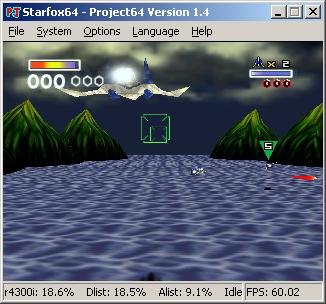 Starfox64 - Project64 Version 1.4
File System Options Language Help
x 2
S
r4300i: 18.6% Dlist: 18.5% Alist: 9.1% Idle FPS: 60.02